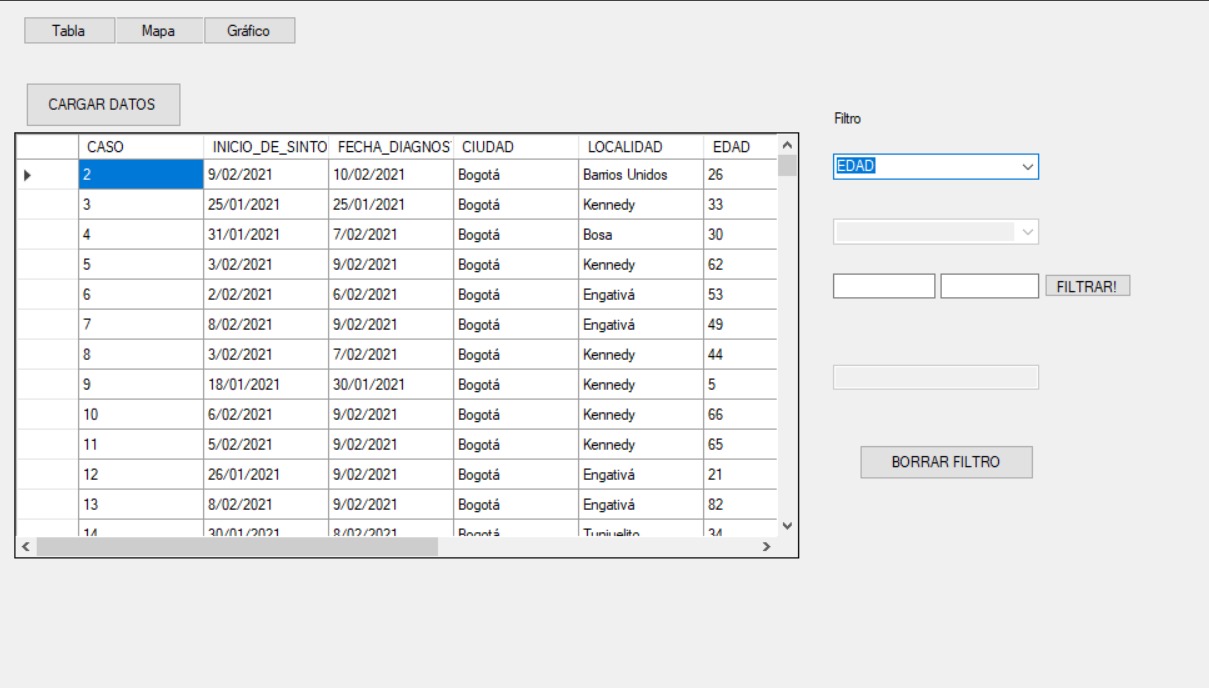 Tabla Mapa Gráfico
CARGAR DATOS
Filtro
CASO INICIO_DE_SINTO FECHA_DIAGNOS CIUDAD LOCALIDAD EDAD
EDAD
2 9/02/2021 10/02/2021 Bogotá Barrios Unidos 26
3 25/01/2021 25/01/2021 Bogotá Kennedy 33
4 31/01/2021 7/02/2021 Bogotá Bosa 30
5 3/02/2021 9/02/2021 Bogotá Kennedy 62
6 2/02/2021 6/02/2021 Bogotá Engativá 53
FILTRAR!
7 8/02/2021 9/02/2021 Bogotá Engativá 49
8 3/02/2021 7/02/2021 Bogotá Kennedy 44
9 18/01/2021 30/01/2021 Bogotá Kennedy 5
10 6/02/2021 9/02/2021 Bogotá Kennedy 66
11 5/02/2021 9/02/2021 Bogotá Kennedy 65
BORRAR FILTRO
12 26/01/2021 9/02/2021 Bogotá Engativá 21
13 8/02/2021 9/02/2021 Bogotá Engativá 82
14 30/01/2021 8/02/2021 Bogotá Tunjuelito 34